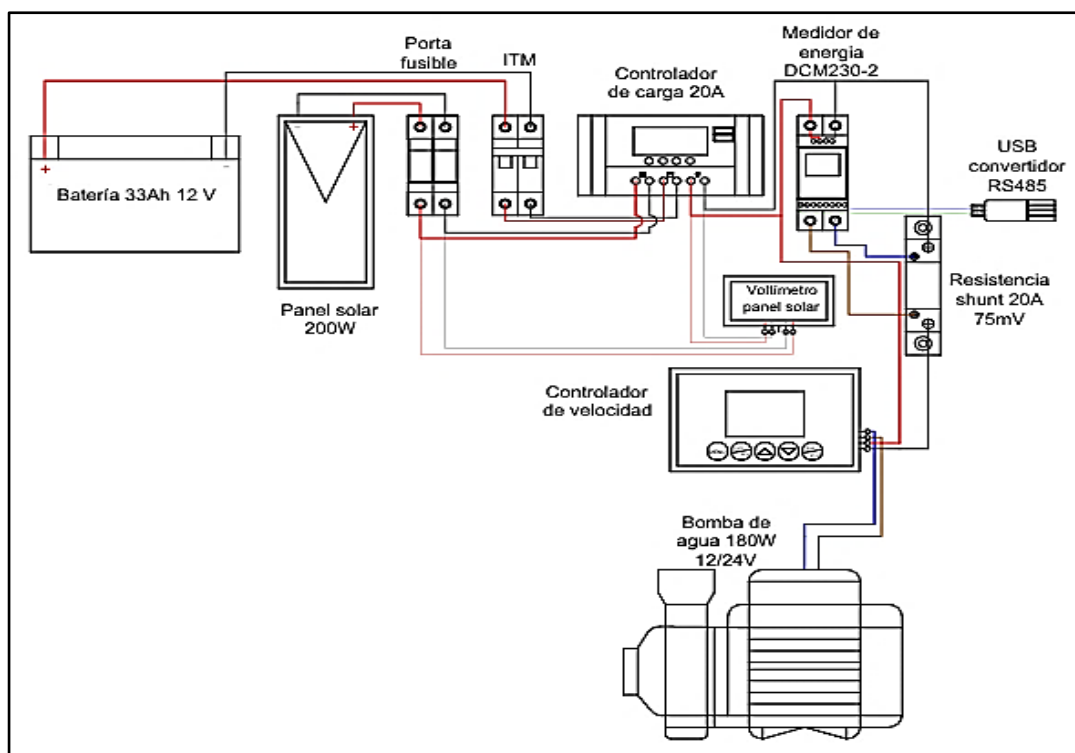 Porta
fusible
ITM
Controlador
de carga 20A
Medidor de
energia
DCM230-2
USB
convertidor
RS485
+
-
Batería 33Ah 12 V
-
+
Panel solar
200W
Voltímetro
panel solar
Resistencia
shunt 20A
75mV
Controlador
de velocidad
Bomba de
agua 180W
12/24V